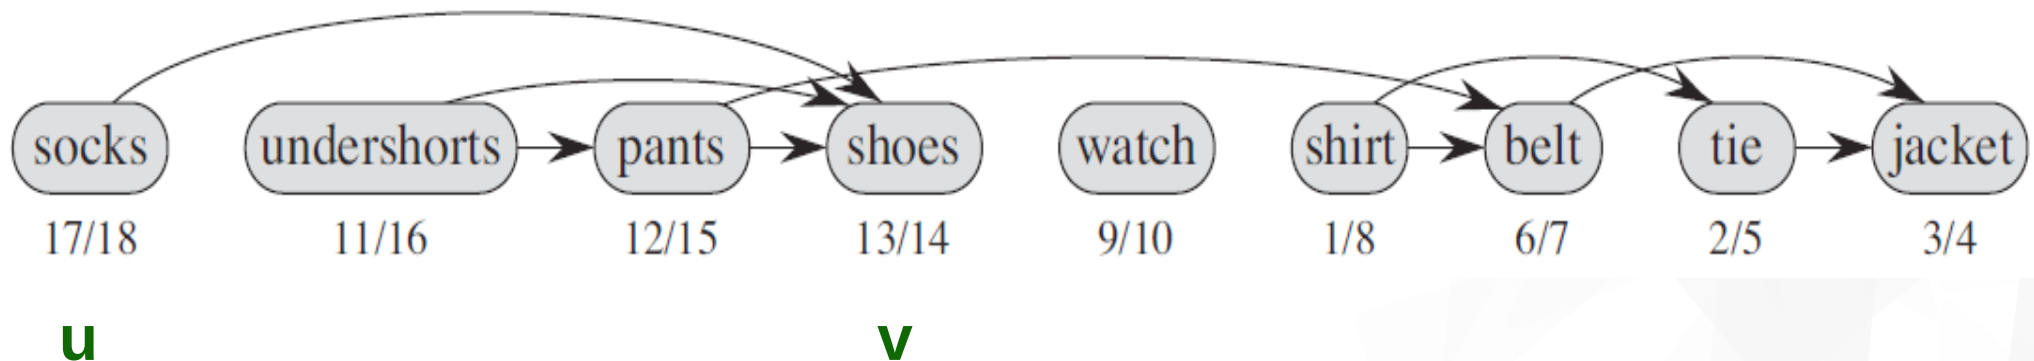 socks undershorts pants shoes watch shirt belt tie jacket
17/18 11/16 12/15 13/14 9/10 1/8 6/7 2/5 3/4
u v